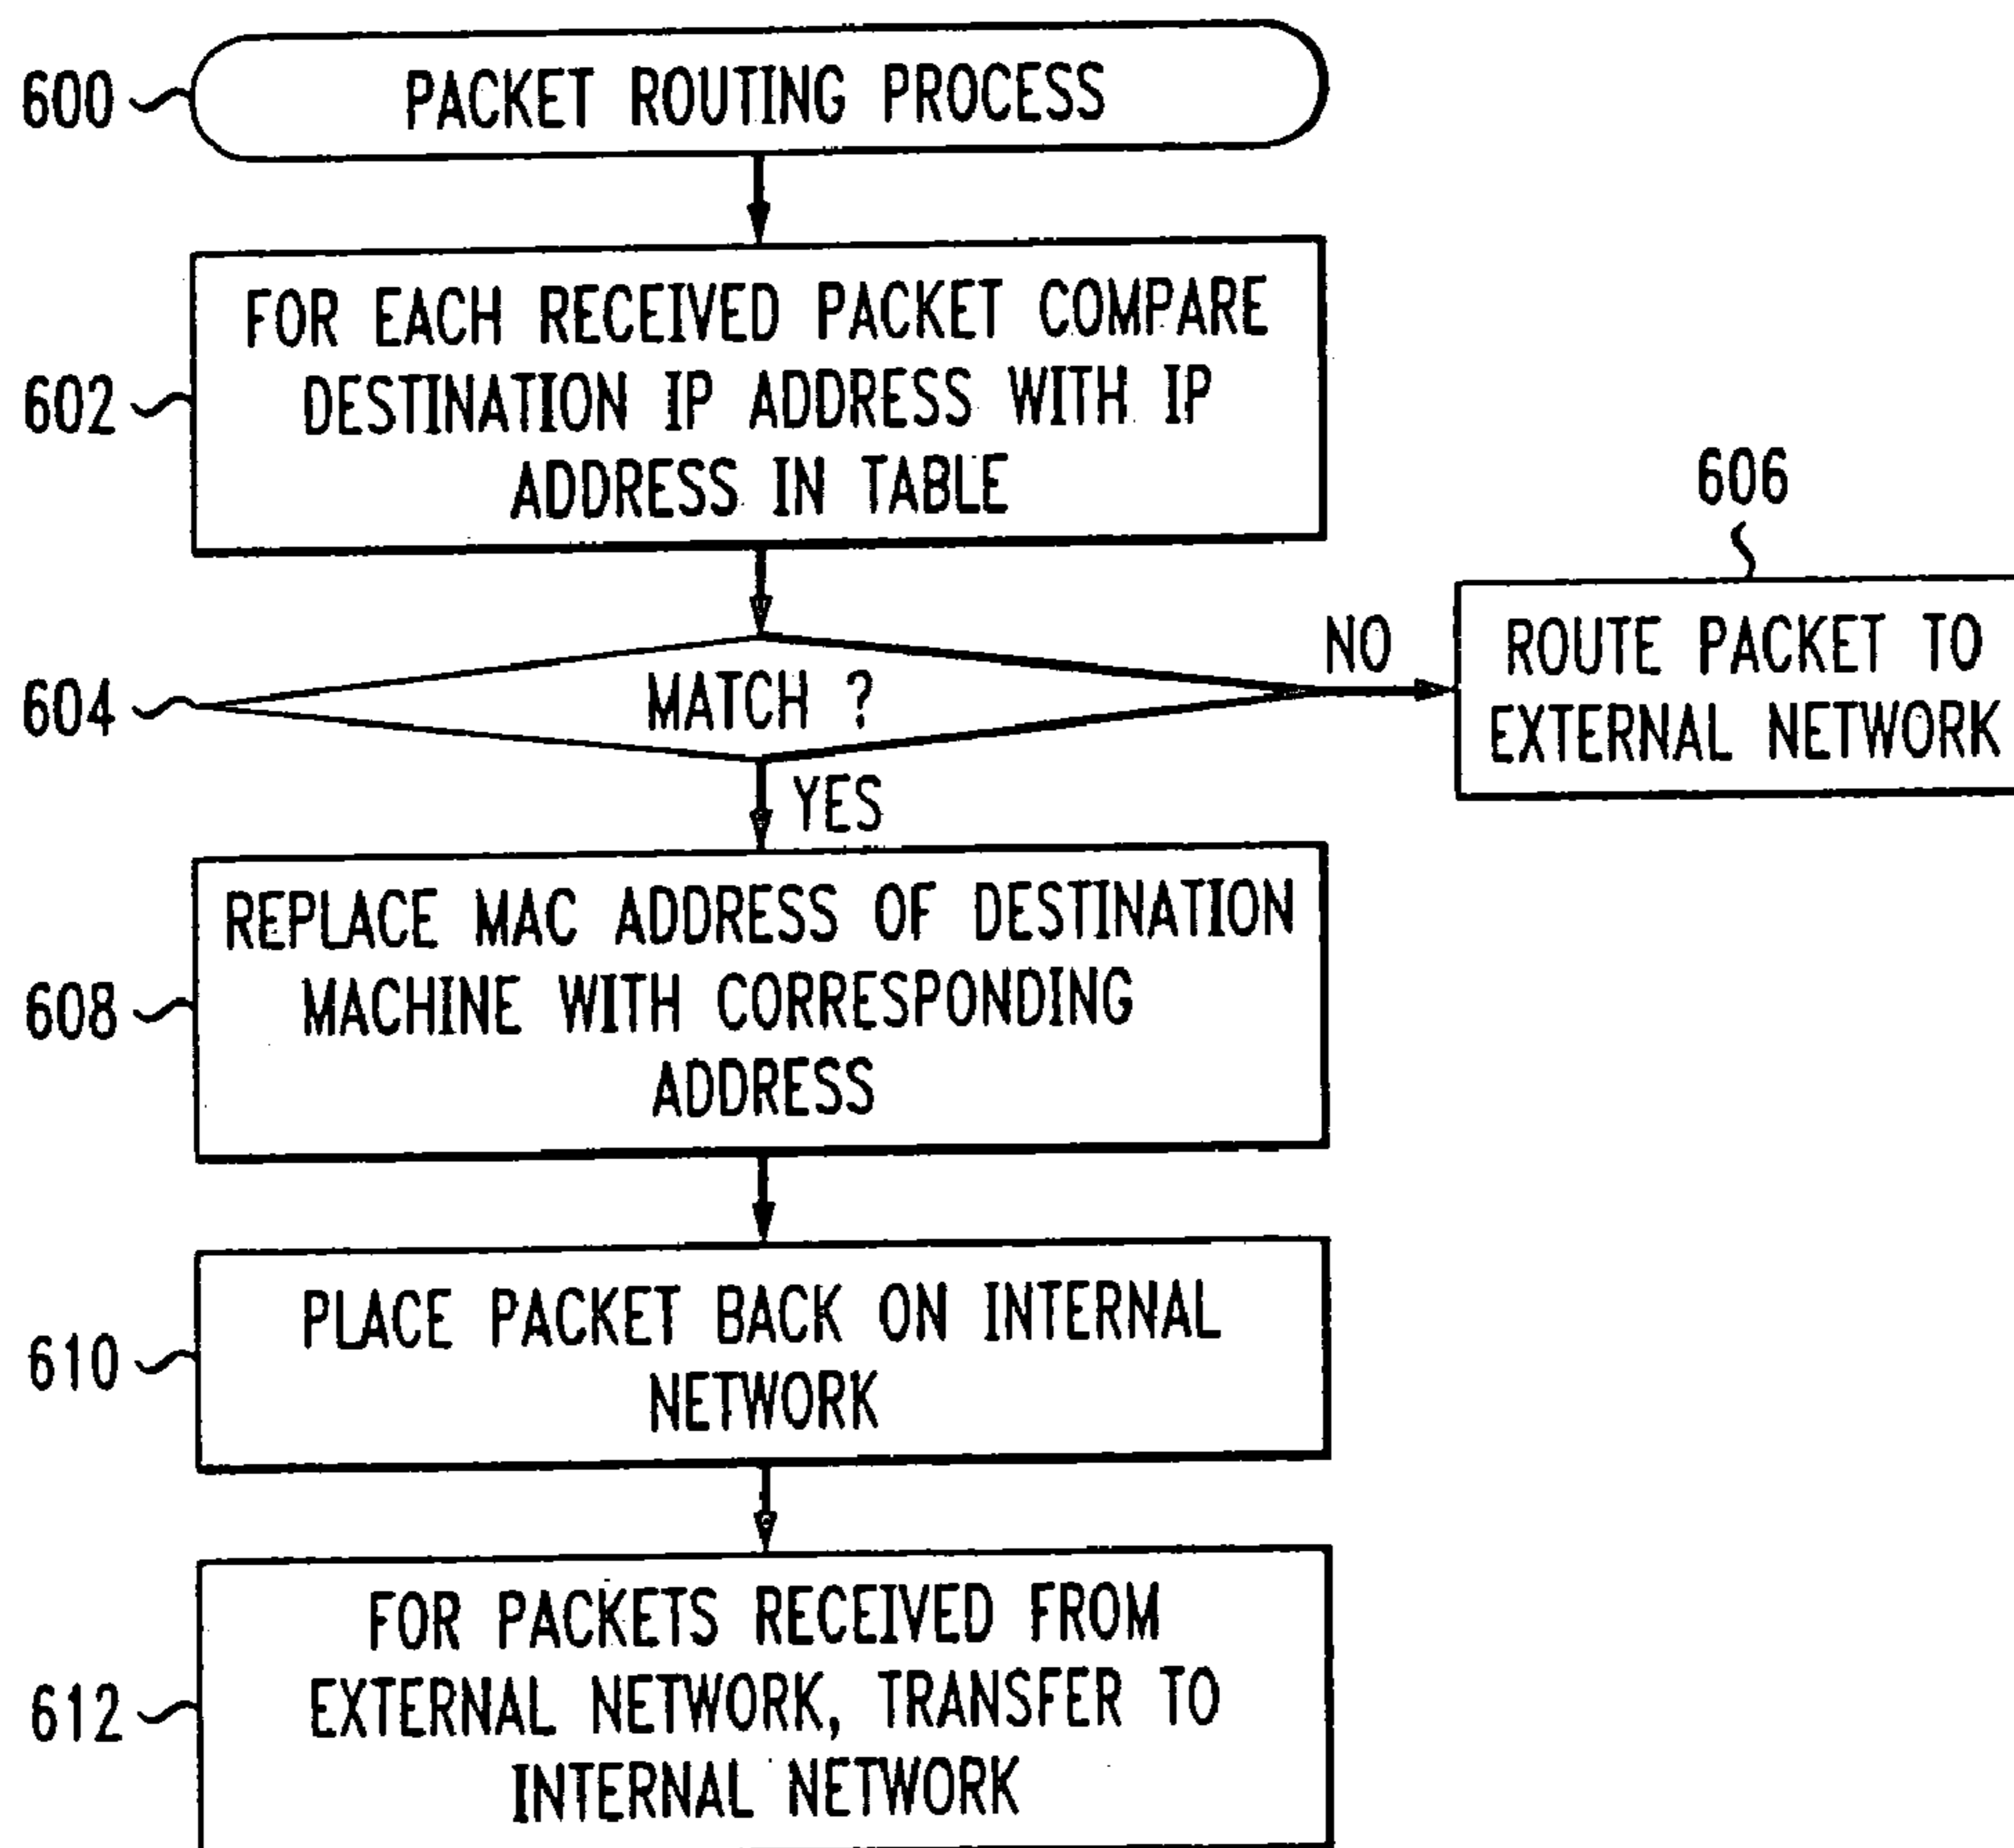 600
PACKET ROUTING PROCESS
602
FOR EACH RECEIVED PACKET COMPARE
DESTINATION IP ADDRESS WITH IP
ADDRESS IN TABLE
604
MATCH ?
NO
606
ROUTE PACKET TO
EXTERNAL NETWORK
YES
608
REPLACE MAC ADDRESS OF DESTINATION
MACHINE WITH CORRESPONDING
ADDRESS
610
PLACE PACKET BACK ON INTERNAL
NETWORK
612
FOR PACKETS RECEIVED FROM
EXTERNAL NETWORK, TRANSFER TO
INTERNAL NETWORK